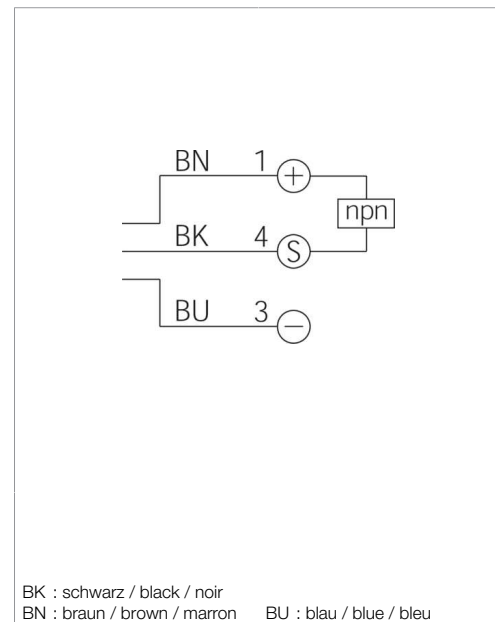 BN 1 +
npn
BK 4 S
BU 3 −
BK : schwarz / black / noir
BN : braun / brown / marron BU : blau / blue / bleu